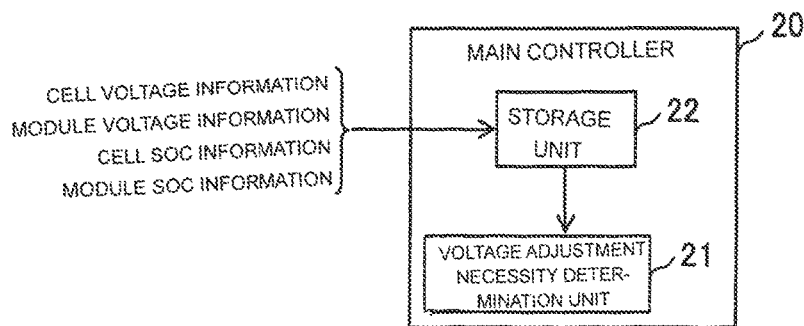 20
MAIN CONTROLLER
CELL VOLTAGE INFORMATION
MODULE VOLTAGE INFORMATION
CELL SOC INFORMATION
MODULE SOC INFORMATION
STORAGE
UNIT
22
VOLTAGE ADJUSTMENT
NECESSITY DETER-
MINATION UNIT
21